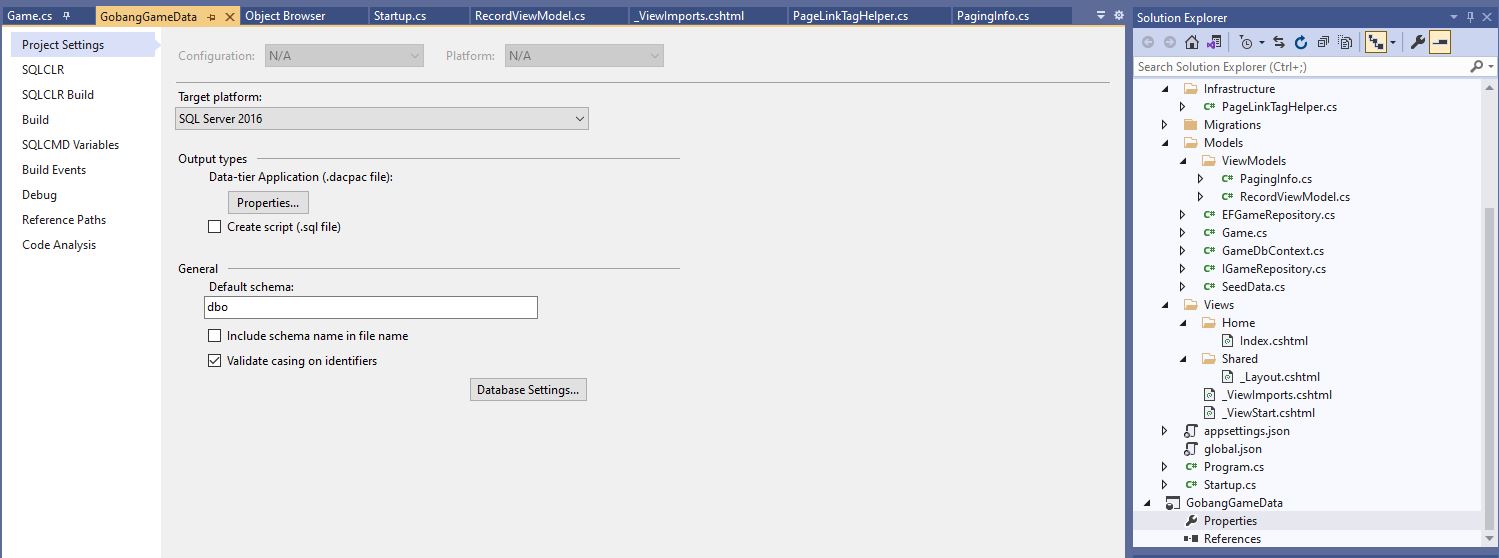 Game.cs
GobangGameData
Object Browser
Startup.cs
RecordViewModel.cs
_ViewImports.cshtml
PageLinkTagHelper.cs
PagingInfo.cs
Project Settings
SQLCLR
SQLCLR Build
Build
SQLCMD Variables
Build Events
Debug
Reference Paths
Code Analysis
Configuration: N/A Platform: N/A
Target platform:
SQL Server 2016
Output types
Data-tier Application (.dacpac file):
Properties...
Create script (.sql file)
General
Default schema:
dbo
Include schema name in file name
Validate casing on identifiers
Database Settings...
Solution Explorer
Search Solution Explorer (Ctrl+;)
Infrastructure
C# PageLinkTagHelper.cs
Migrations
Models
ViewModels
C# PagingInfo.cs
C# RecordViewModel.cs
C# EFGameRepository.cs
C# Game.cs
C# GameDbContext.cs
C# IGameRepository.cs
C# SeedData.cs
Views
Home
Index.cshtml
Shared
_Layout.cshtml
_ViewImports.cshtml
_ViewStart.cshtml
appsettings.json
global.json
C# Program.cs
C# Startup.cs
GobangGameData
Properties
References